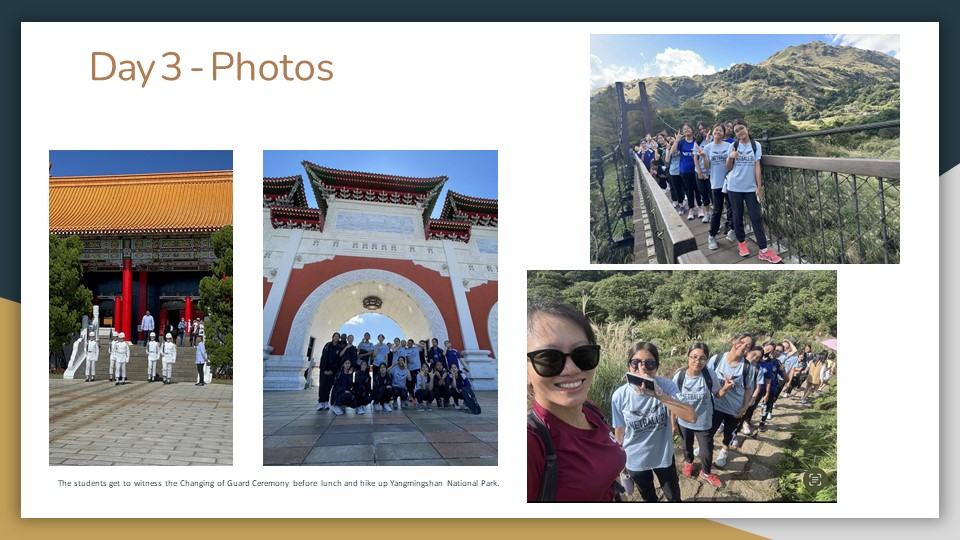 Day 3 - Photos
NETBALL
The students get to witness the Changing of Guard Ceremony before lunch and hike up Yangmingshan National Park.